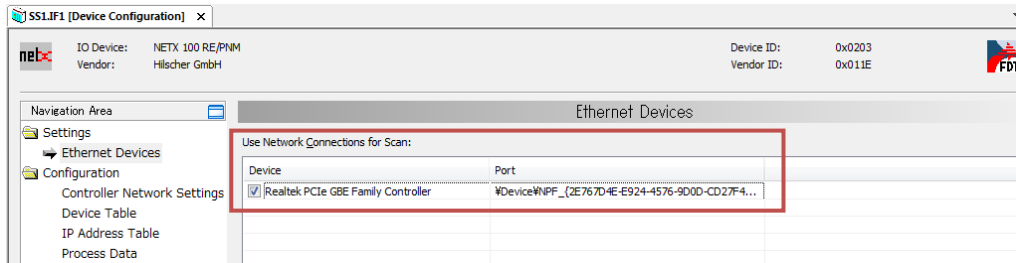 SS1.IF1 [Device Configuration] x
netx
IO Device: NETX 100 RE/PNM
Vendor: Hilscher GmbH
Device ID: 0x0203
Vendor ID: 0x011E
FDT
Navigation Area
Settings
Ethernet Devices
Configuration
Controller Network Settings
Device Table
IP Address Table
Process Data
Ethernet Devices
Use Network Connections for Scan:
Device Port
Realtek PCIe GBE Family Controller ¥Device¥NPF_{2E767D4E-E924-4576-9D0D-CD27F4...